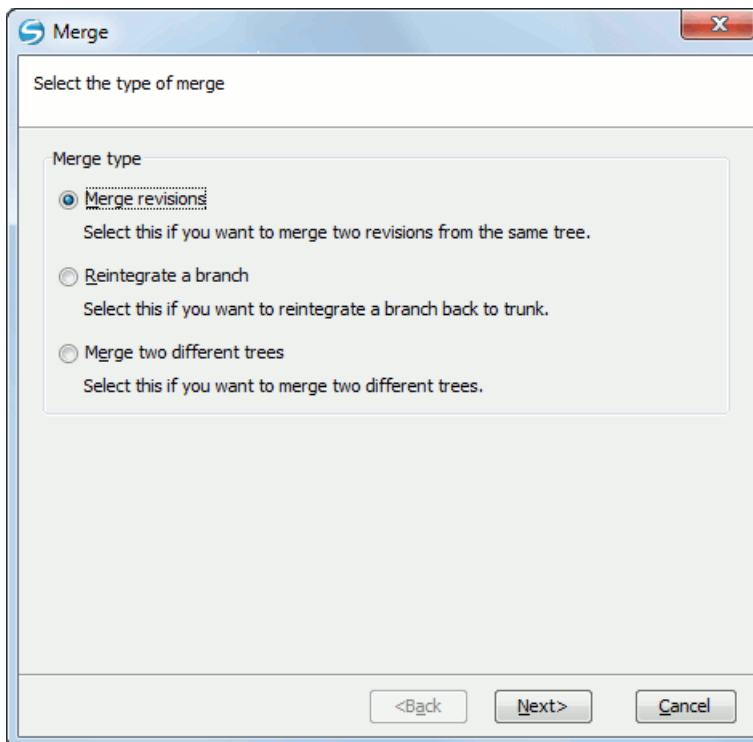 Merge
Select the type of merge
Merge type
Merge revisions
Select this if you want to merge two revisions from the same tree.
Reintegrate a branch
Select this if you want to reintegrate a branch back to trunk.
Merge two different trees
Select this if you want to merge two different trees.
<Back Next> Cancel